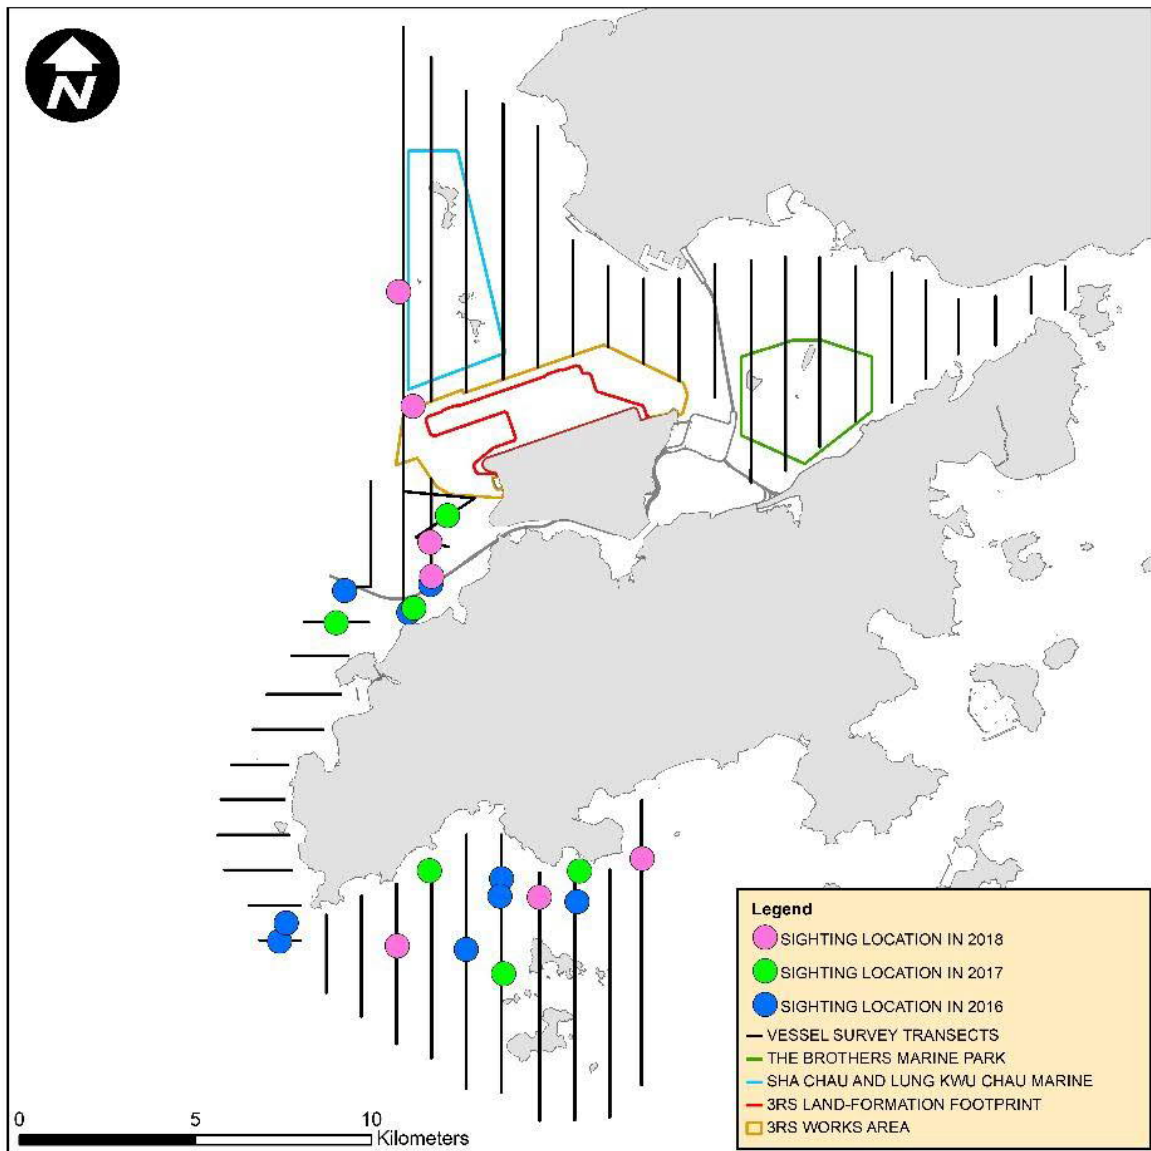 N
Legend
SIGHTING LOCATION IN 2018
SIGHTING LOCATION IN 2017
SIGHTING LOCATION IN 2016
VESSEL SURVEY TRANSECTS
THE BROTHERS MARINE PARK
SHA CHAU AND LUNG KWU CHAU MARINE
3RS LAND-FORMATION FOOTPRINT
3RS WORKS AREA
0 5 10
Kilometers